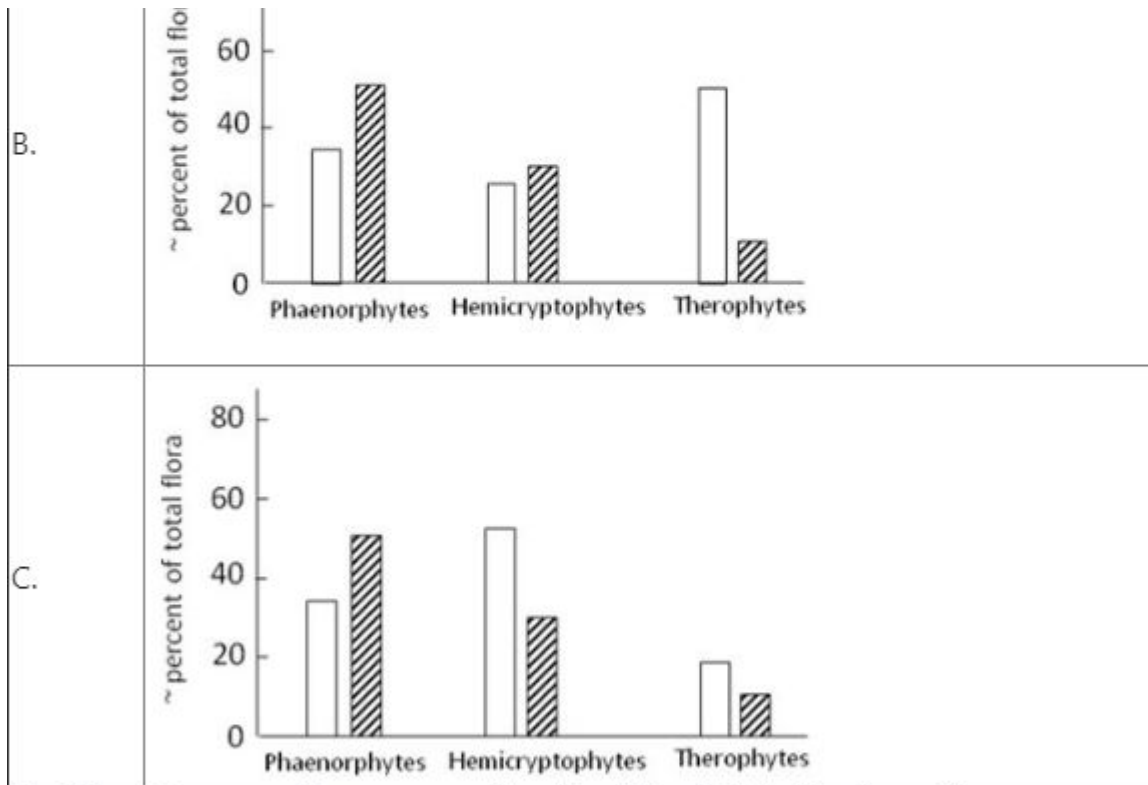 B.
~ percent of total flo
60
40
20
0
Phaenorphytes Hemicryptophytes Therophytes
C.
~ percent of total flora
80
60
40
20
0
Phaenorphytes Hemicryptophytes Therophytes